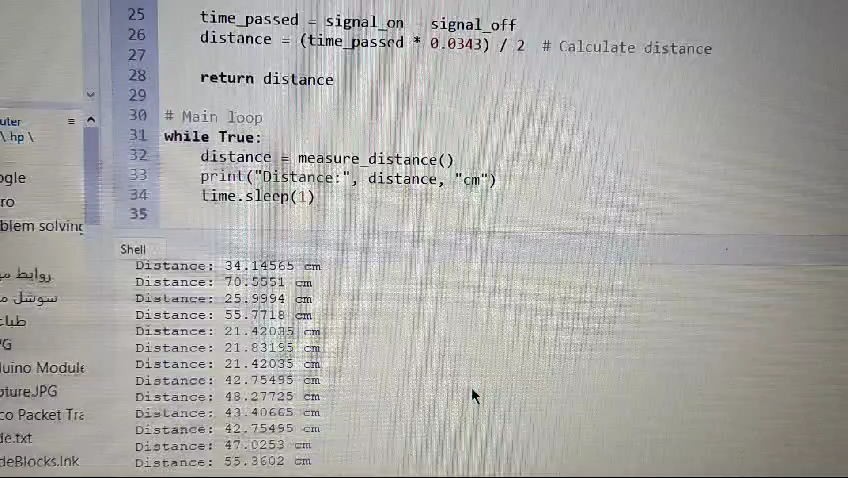 25 time_passed = signal_on - signal_off
26 distance = (time_passed * 0.0343) / 2 # Calculate distance
27
28 return distance
29
30 # Main loop
31 while True:
32 distance = measure_distance()
33 print("Distance:", distance, "cm")
34 time.sleep(1)
35
uter
\ hp \
ogle
ro
blem solving
روابط
سوشل
G
uino Module
pture.JPG
co Packet Tra
de.txt
deBlocks.lnk
Shell
Distance: 34.14565 cm
Distance: 70.5551 cm
Distance: 25.9994 cm
Distance: 55.7718 cm
Distance: 21.42035 cm
Distance: 21.83195 cm
Distance: 21.42035 cm
Distance: 42.75495 cm
Distance: 48.27725 cm
Distance: 43.40665 cm
Distance: 42.75495 cm
Distance: 47.0253 cm
Distance: 55.3602 cm